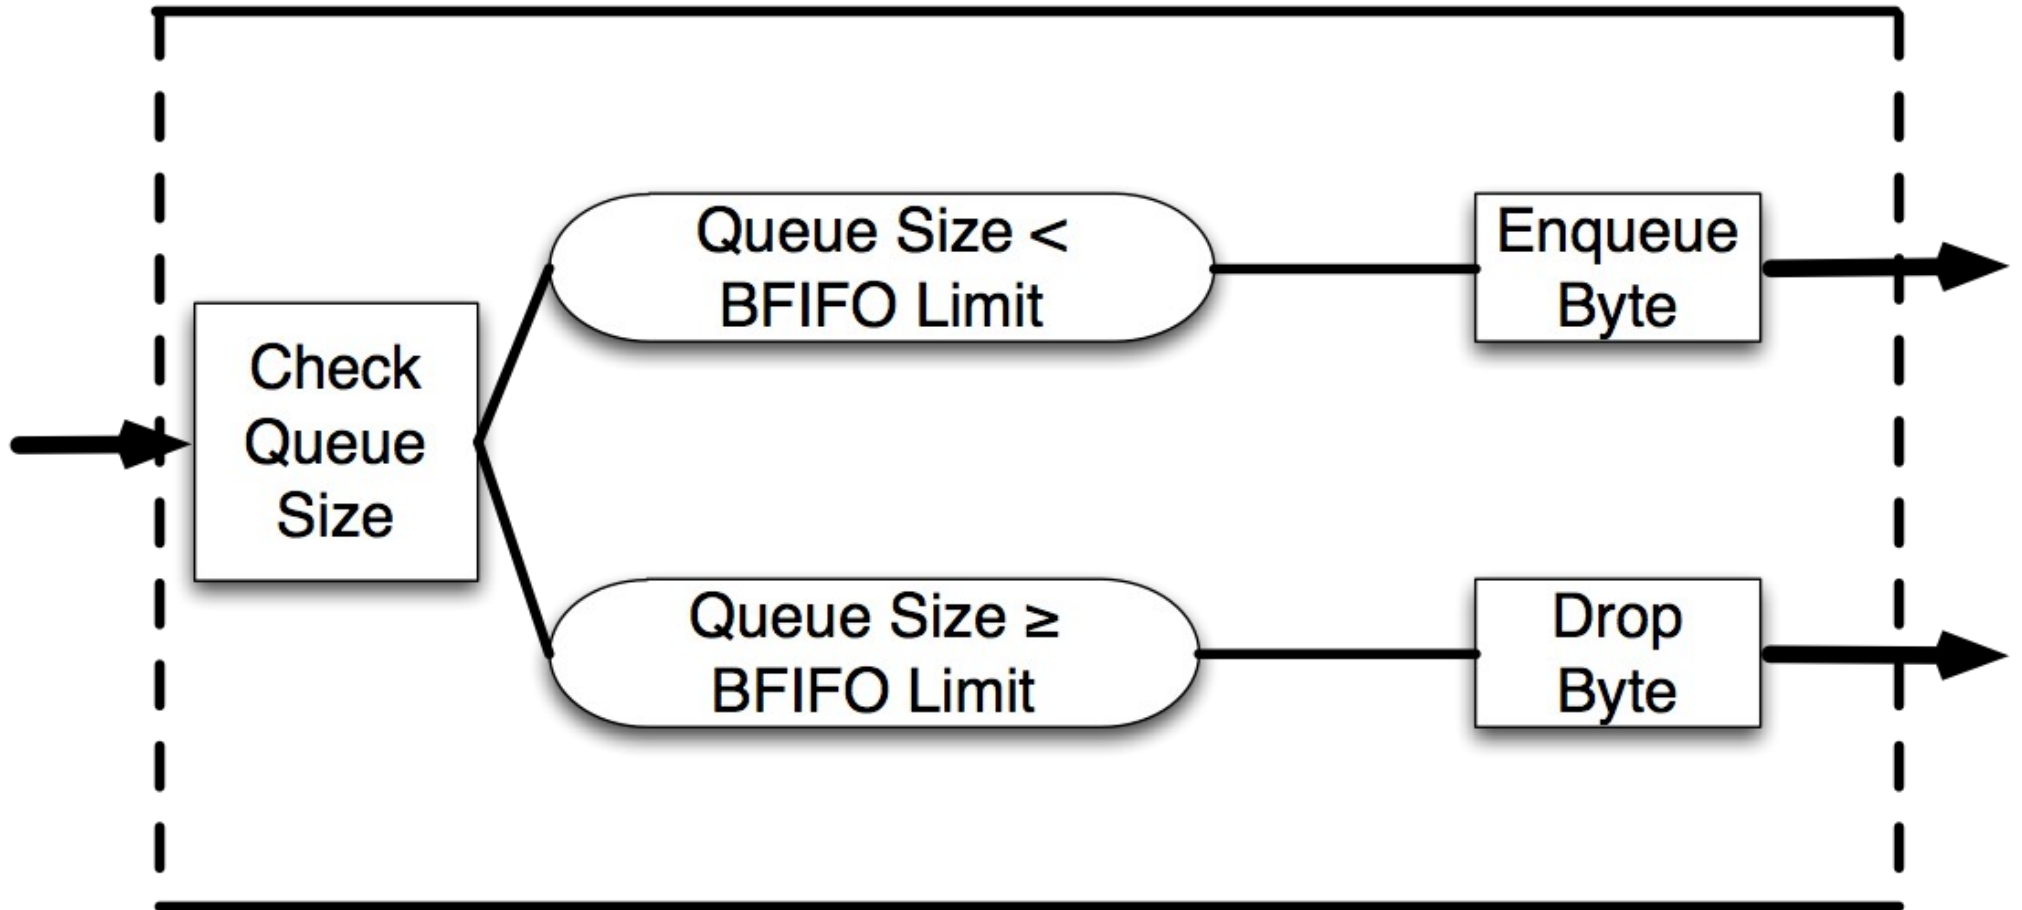 Check
Queue
Size
Queue Size <
BFIFO Limit
Enqueue
Byte
Queue Size ≥
BFIFO Limit
Drop
Byte